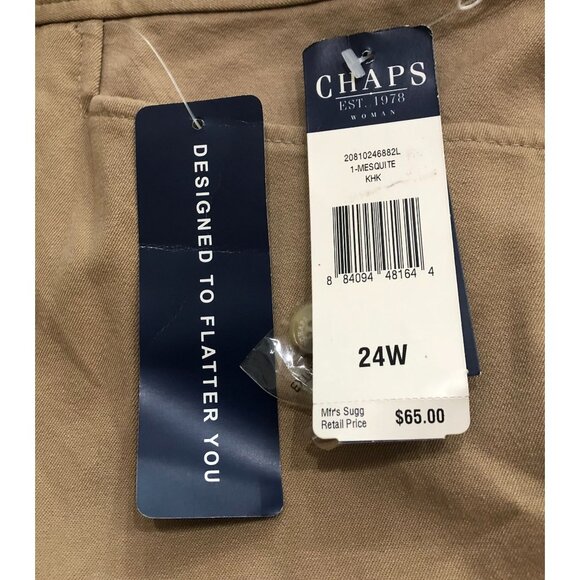 DESIGNED TO FLATTER YOU
CHAPS
EST. 1978
WOMAN
20810246882L
1-MESQUITE
KHK
8 84094 48164 4
24W
Mfr's Sugg
Retail Price $65.00